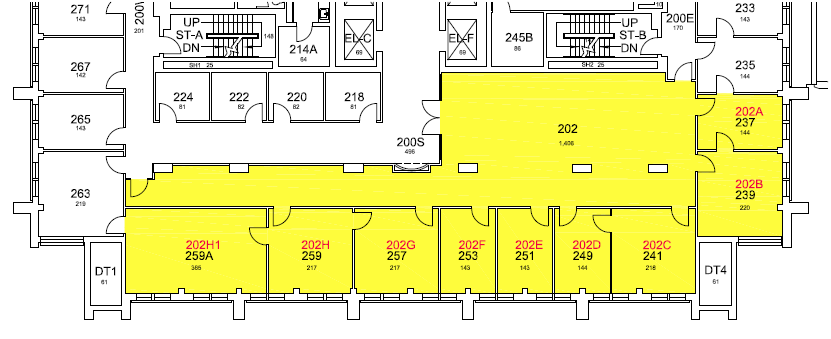 271
143
200W
201
UP
ST-A
DN
148
214A
64
EL-C
69
EL-F
69
245B
86
UP
ST-B
DN
200E
170
233
143
267
142
SH1 25
SH2 25
235
144
224
81
222
82
220
82
218
81
265
143
202
1,406
202A
237
144
200S
496
263
219
202B
239
220
202H1
259A
365
202H
259
217
202G
257
217
202F
253
143
202E
251
143
202D
249
144
202C
241
218
DT1
61
DT4
61